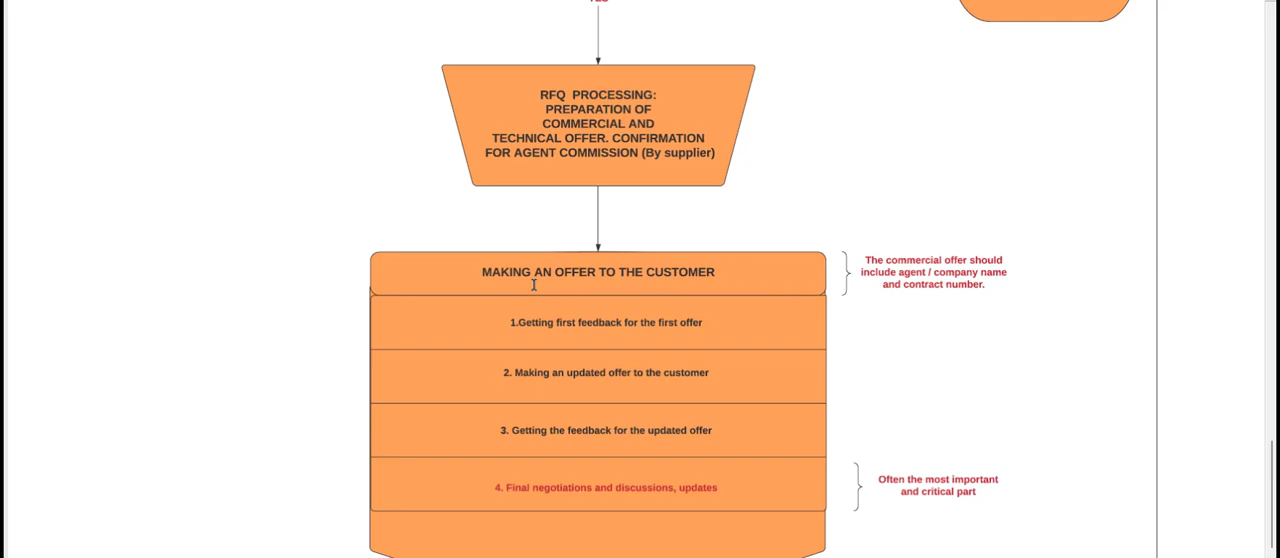 RFQ PROCESSING:
PREPARATION OF
COMMERCIAL AND
TECHNICAL OFFER. CONFIRMATION
FOR AGENT COMMISSION (By supplier)
MAKING AN OFFER TO THE CUSTOMER
The commercial offer should
include agent / company name
and contract number.
1.Getting first feedback for the first offer
2. Making an updated offer to the customer
3. Getting the feedback for the updated offer
4. Final negotiations and discussions, updates
Often the most important
and critical part